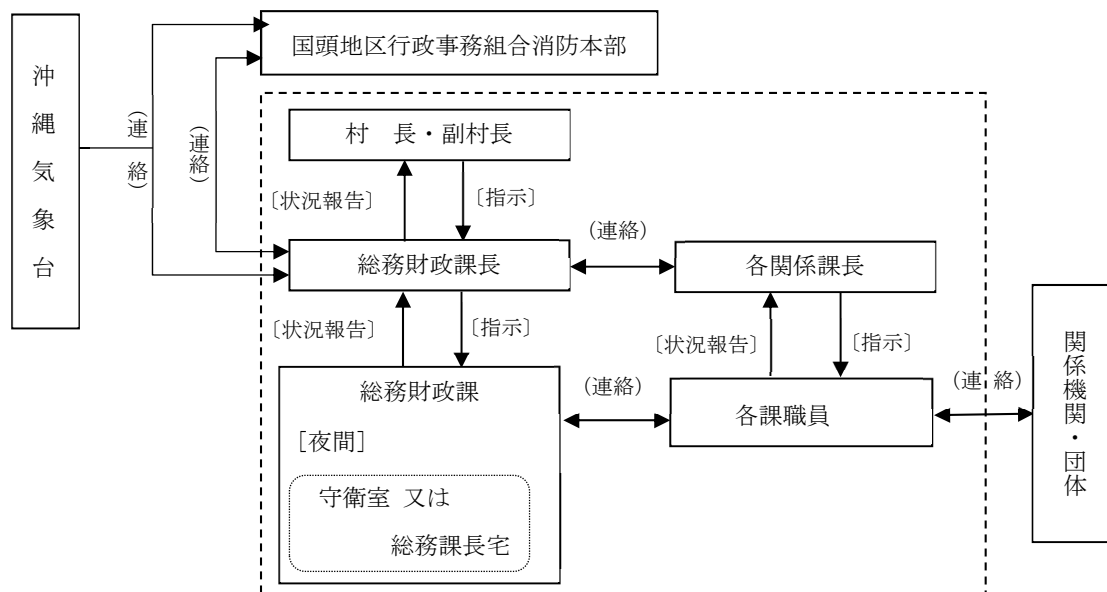 沖縄気象台
国頭地区行政事務組合消防本部
（連絡）
（連絡）
村　長・副村長
〔状況報告〕
〔指示〕
総務財政課長
（連絡）
各関係課長
〔状況報告〕
〔指示〕
〔状況報告〕
〔指示〕
総務財政課
［夜間］
守衛室 又は
総務課長宅
（連絡）
各課職員
（連 絡）
関係機関・団体